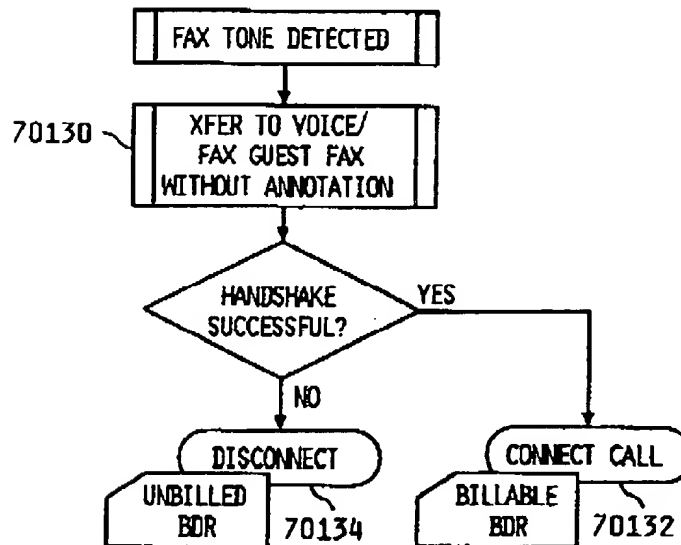 FAX TONE DETECTED
70130
XFER TO VOICE/
FAX GUEST FAX
WITHOUT ANNOTATION
HANDSHAKE
SUCCESSFUL?
YES
NO
DISCONNECT
CONNECT CALL
UNBILLED
BDR
70134
BILLABLE
BDR
70132